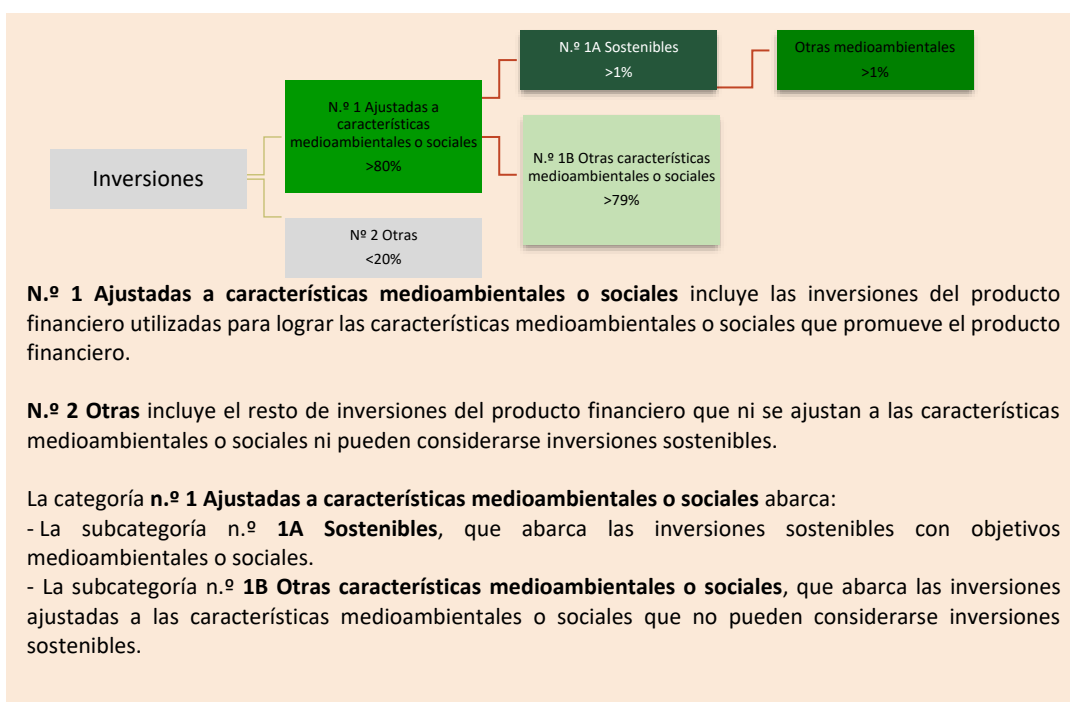 N.º 1A Sostenibles
>1%
Otras medioambientales
>1%
N.º 1 Ajustadas a
características
medioambientales o sociales
>80%
N.º 1B Otras características
medioambientales o sociales
>79%
Inversiones
Nº 2 Otras
<20%
N.º 1 Ajustadas a características medioambientales o sociales incluye las inversiones del producto
financiero utilizadas para lograr las características medioambientales o sociales que promueve el producto
financiero.
N.º 2 Otras incluye el resto de inversiones del producto financiero que ni se ajustan a las características
medioambientales o sociales ni pueden considerarse inversiones sostenibles.
La categoría n.º 1 Ajustadas a características medioambientales o sociales abarca:
- La subcategoría n.º 1A Sostenibles, que abarca las inversiones sostenibles con objetivos
medioambientales o sociales.
- La subcategoría n.º 1B Otras características medioambientales o sociales, que abarca las inversiones
ajustadas a las características medioambientales o sociales que no pueden considerarse inversiones
sostenibles.